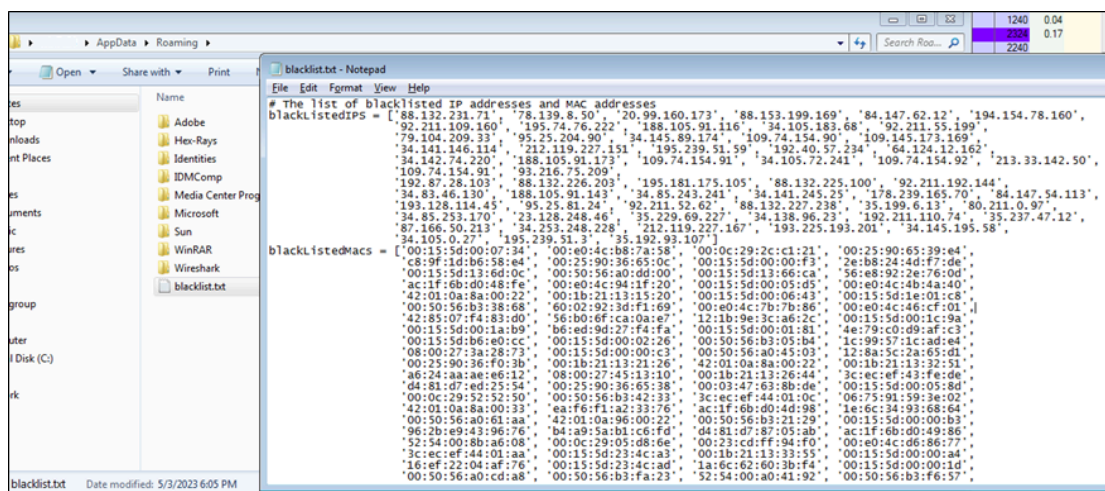 1240 0.04
2324 0.17
2240
AppData ▸ Roaming ▸
Search Roa...
Open Share with Print
Name
Adobe
Hex-Rays
Identities
IDMComp
Media Center Prog
Microsoft
Sun
WinRAR
Wireshark
blacklist.txt
blacklist.txt Date modified: 5/3/2023 6:05 PM
blacklist.txt - Notepad
File Edit Format View Help
# The list of blacklisted IP addresses and MAC addresses
blackListedIPS = ['88.132.231.71', '78.139.8.50', '20.99.160.173', '88.153.199.169', '84.147.62.12', '194.154.78.160',
'92.211.109.160', '195.74.76.222', '188.105.91.116', '34.105.183.68', '92.211.55.199',
'79.104.209.33', '95.25.204.90', '34.145.89.174', '109.74.154.90', '109.145.173.169',
'34.141.146.114', '212.119.227.151', '195.239.51.59', '192.40.57.234', '64.124.12.162',
'34.142.74.220', '188.105.91.173', '109.74.154.91', '34.105.72.241', '109.74.154.92', '213.33.142.50',
'109.74.154.91', '93.216.75.209',
'192.87.28.103', '88.132.226.203', '195.181.175.105', '88.132.225.100', '92.211.192.144',
'34.83.46.130', '188.105.91.143', '34.85.243.241', '34.141.245.25', '178.239.165.70', '84.147.54.113',
'193.128.114.45', '95.25.81.24', '92.211.52.62', '88.132.227.238', '35.199.6.13', '80.211.0.97',
'34.85.253.170', '23.128.248.46', '35.229.69.227', '34.138.96.23', '192.211.110.74', '35.237.47.12',
'87.166.50.213', '34.253.248.228', '212.119.227.167', '193.225.193.201', '34.145.195.58',
'34.105.0.27', '195.239.51.3', '35.192.93.107']
blackListedMacs = ['00:15:5d:00:07:34', '00:e0:4c:b8:7a:58', '00:0c:29:2c:c1:21', '00:25:90:65:39:e4',
'c8:9f:1d:b6:58:e4', '00:25:90:36:65:0c', '00:15:5d:00:00:f3', '2e:b8:24:4d:f7:de',
'00:15:5d:13:6d:0c', '00:50:56:a0:dd:00', '00:15:5d:13:66:ca', '56:e8:92:2e:76:0d',
'ac:1f:6b:d0:48:fe', '00:e0:4c:94:1f:20', '00:15:5d:00:05:d5', '00:e0:4c:4b:4a:40',
'42:01:0a:8a:00:22', '00:1b:21:13:15:20', '00:15:5d:00:06:43', '00:15:5d:1e:01:c8',
'00:50:56:b3:38:68', '60:02:92:3d:f1:69', '00:e0:4c:7b:7b:86', '00:e0:4c:46:cf:01',
'42:85:07:f4:83:d0', '56:b0:6f:ca:0a:e7', '12:1b:9e:3c:a6:2c', '00:15:5d:00:1c:9a',
'00:15:5d:00:1a:b9', 'b6:ed:9d:27:f4:fa', '00:15:5d:00:01:81', '4e:79:c0:d9:af:c3',
'00:15:5d:b6:e0:cc', '00:15:5d:00:02:26', '00:50:56:b3:05:b4', '1c:99:57:1c:ad:e4',
'08:00:27:3a:28:73', '00:15:5d:00:00:c3', '00:50:56:a0:45:03', '12:8a:5c:2a:65:d1',
'00:25:90:36:f0:3b', '00:1b:21:13:21:26', '42:01:0a:8a:00:22', '00:1b:21:13:32:51',
'a6:24:aa:ae:e6:12', '08:00:27:45:13:10', '00:1b:21:13:26:44', '3c:ec:ef:43:fe:de',
'd4:81:d7:ed:25:54', '00:25:90:36:65:38', '00:03:47:63:8b:de', '00:15:5d:00:05:8d',
'00:0c:29:52:52:50', '00:50:56:b3:42:33', '3c:ec:ef:44:01:0c', '06:75:91:59:3e:02',
'42:01:0a:8a:00:33', 'ea:f6:f1:a2:33:76', 'ac:1f:6b:d0:4d:98', '1e:6c:34:93:68:64',
'00:50:56:a0:61:aa', '42:01:0a:96:00:22', '00:50:56:b3:21:29', '00:15:5d:00:00:b3',
'96:2b:e9:43:96:76', 'b4:a9:5a:b1:c6:fd', 'd4:81:d7:87:05:ab', 'ac:1f:6b:d0:49:86',
'52:54:00:8b:a6:08', '00:0c:29:05:d8:6e', '00:23:cd:ff:94:f0', '00:e0:4c:d6:86:77',
'3c:ec:ef:44:01:aa', '00:15:5d:23:4c:a3', '00:1b:21:13:33:55', '00:15:5d:00:00:a4',
'16:ef:22:04:af:76', '00:15:5d:23:4c:ad', '1a:6c:62:60:3b:f4', '00:15:5d:00:00:1d',
'00:50:56:a0:cd:a8', '00:50:56:b3:fa:23', '52:54:00:a0:41:92', '00:50:56:b3:f6:57',